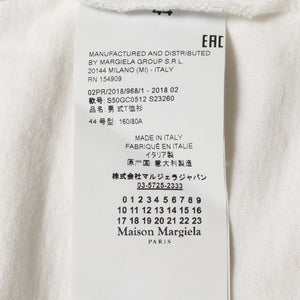 EAC
MANUFACTURED AND DISTRIBUTED
BY MARGIELA GROUP S.R.L.
20144 MILANO (MI) - ITALY
RN 154909
02PR/2018/968/1 - 2018 02
款号: S50GC0512 S23260
品名: 男式T恤衫
44号型: 160/80A
MADE IN ITALY
FABRIQUÉ EN ITALIE
イタリア製
原产国:意大利制造
株式会社マルジェラジャパン
03-5725-2333
0 1 2 3 4 5 6 7 8 9
10 11 12 13 14 15 16
17 18 19 20 21 22 23
Maison Margiela
PARIS